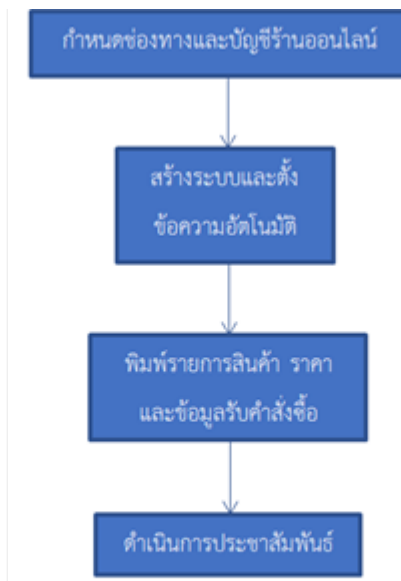 กำหนดช่องทางและบัญชีร้านออนไลน์
สร้างระบบและตั้ง
ข้อความอัตโนมัติ
พิมพ์รายการสินค้า ราคา
และข้อมูลรับคำสั่งซื้อ
ดำเนินการประชาสัมพันธ์